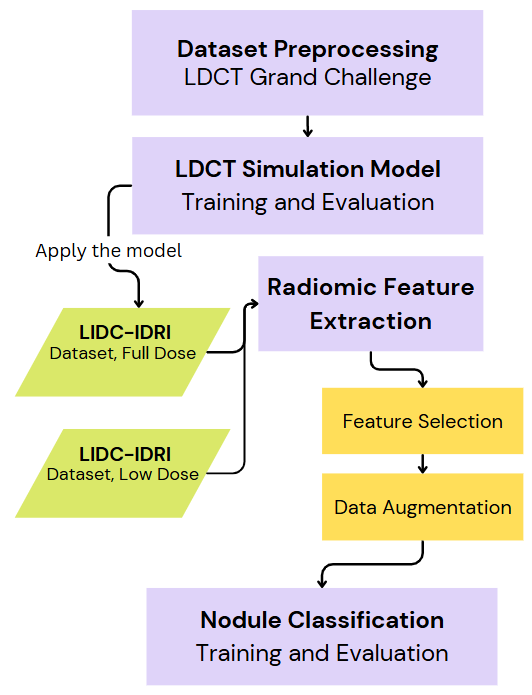 Dataset Preprocessing
LDCT Grand Challenge
LDCT Simulation Model
Training and Evaluation
Apply the model
Radiomic Feature
Extraction
LIDC-IDRI
Dataset, Full Dose
Feature Selection
LIDC-IDRI
Dataset, Low Dose
Data Augmentation
Nodule Classification
Training and Evaluation